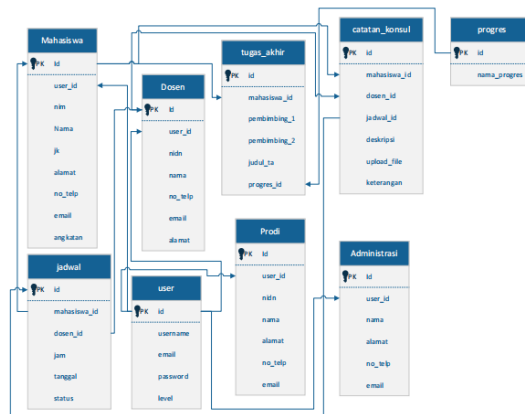 Mahasiswa
PK Id
user_id
nim
Nama
jk
alamat
no_telp
email
angkatan
Dosen
PK Id
user_id
nidn
nama
no_telp
email
alamat
tugas_akhir
PK id
mahasiswa_id
pembimbing_1
pembimbing_2
judul_ta
progres_id
catatan_konsul
PK id
mahasiswa_id
dosen_id
jadwal_id
deskripsi
upload_file
keterangan
progres
PK id
nama_progres
jadwal
PK id
mahasiswa_id
dosen_id
jam
tanggal
status
user
PK id
username
email
password
level
Prodi
PK Id
user_id
nidn
nama
alamat
no_telp
email
Administrasi
PK Id
user_id
nama
alamat
no_telp
email